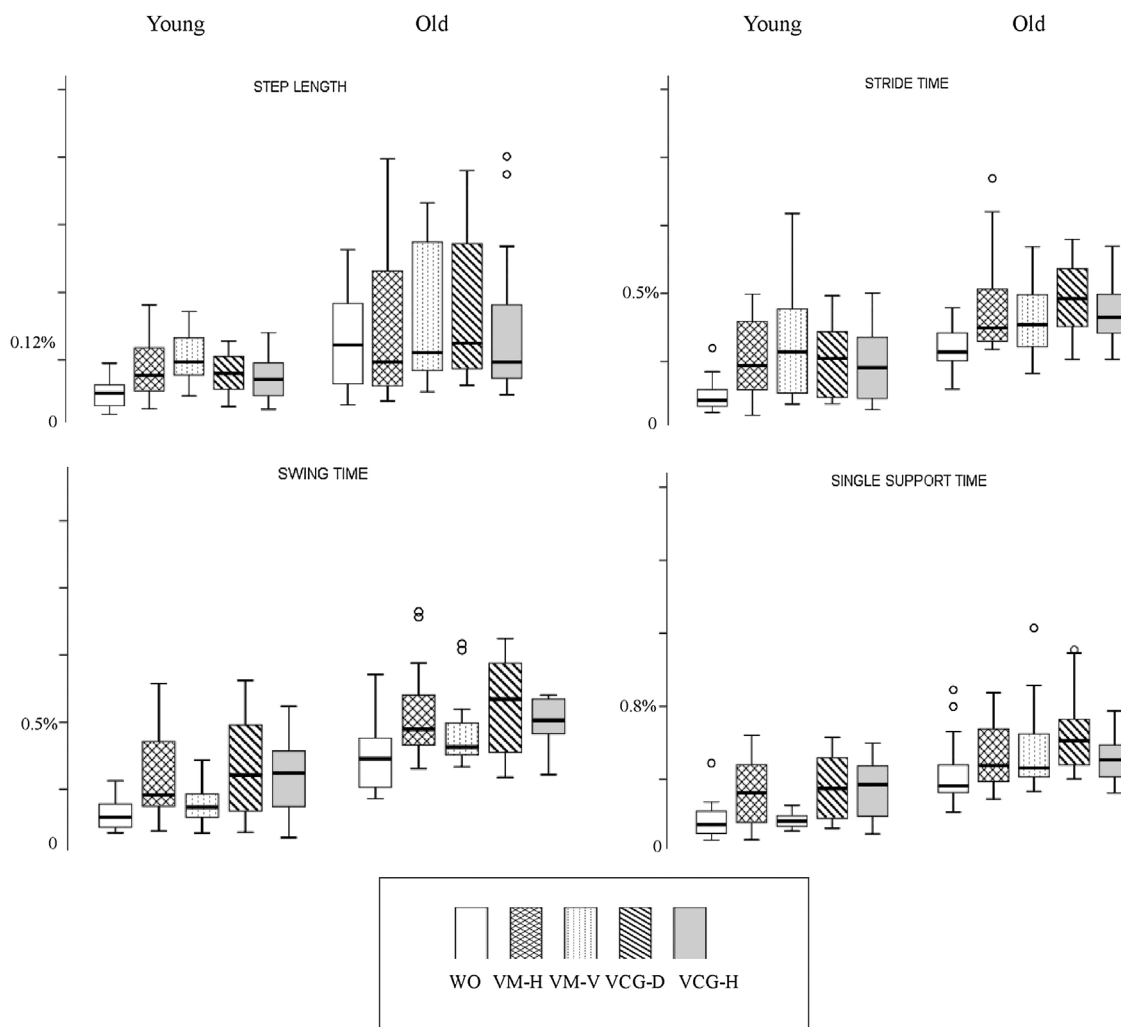 Young Old Young Old
STEP LENGTH
STRIDE TIME
0.12%
0
0.5%
0
SWING TIME
SINGLE SUPPORT TIME
0.5%
0
0.8%
0
WO VM-H VM-V VCG-D VCG-H